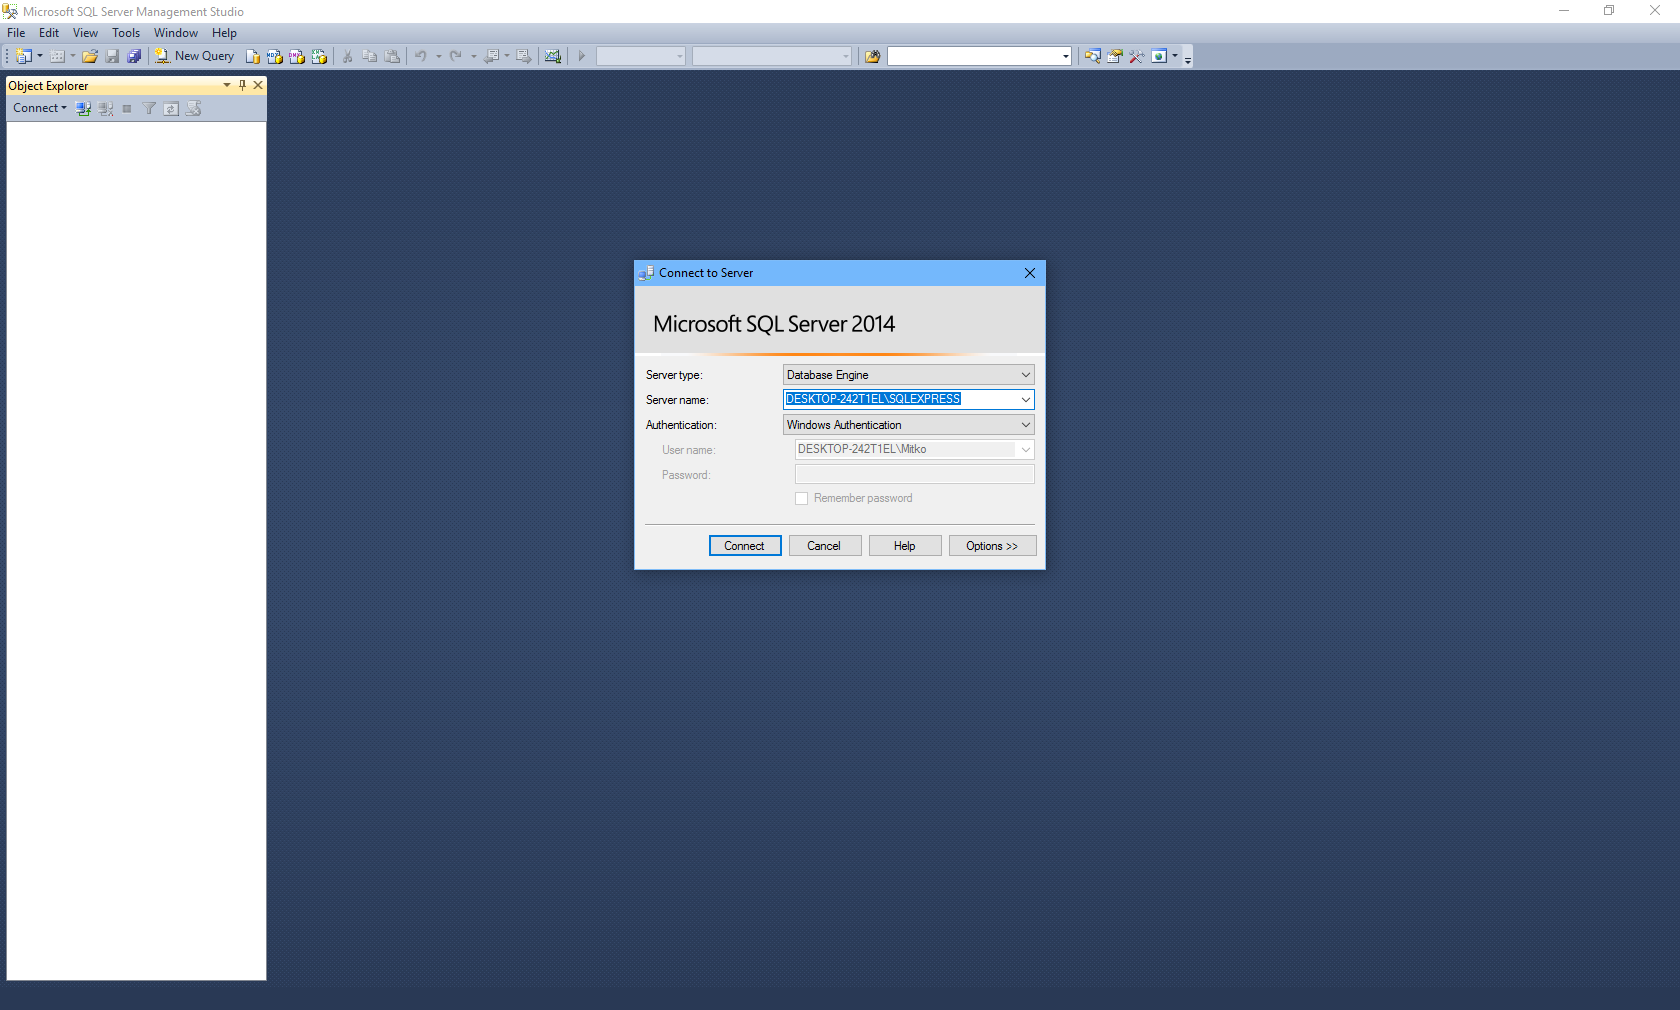 Microsoft SQL Server Management Studio
File Edit View Tools Window Help
New Query
Object Explorer
Connect
Connect to Server
Microsoft SQL Server 2014
Server type: Database Engine
Server name: DESKTOP-242T1EL\SQLEXPRESS
Authentication: Windows Authentication
User name: DESKTOP-242T1EL\Mitko
Password:
Remember password
Connect Cancel Help Options >>